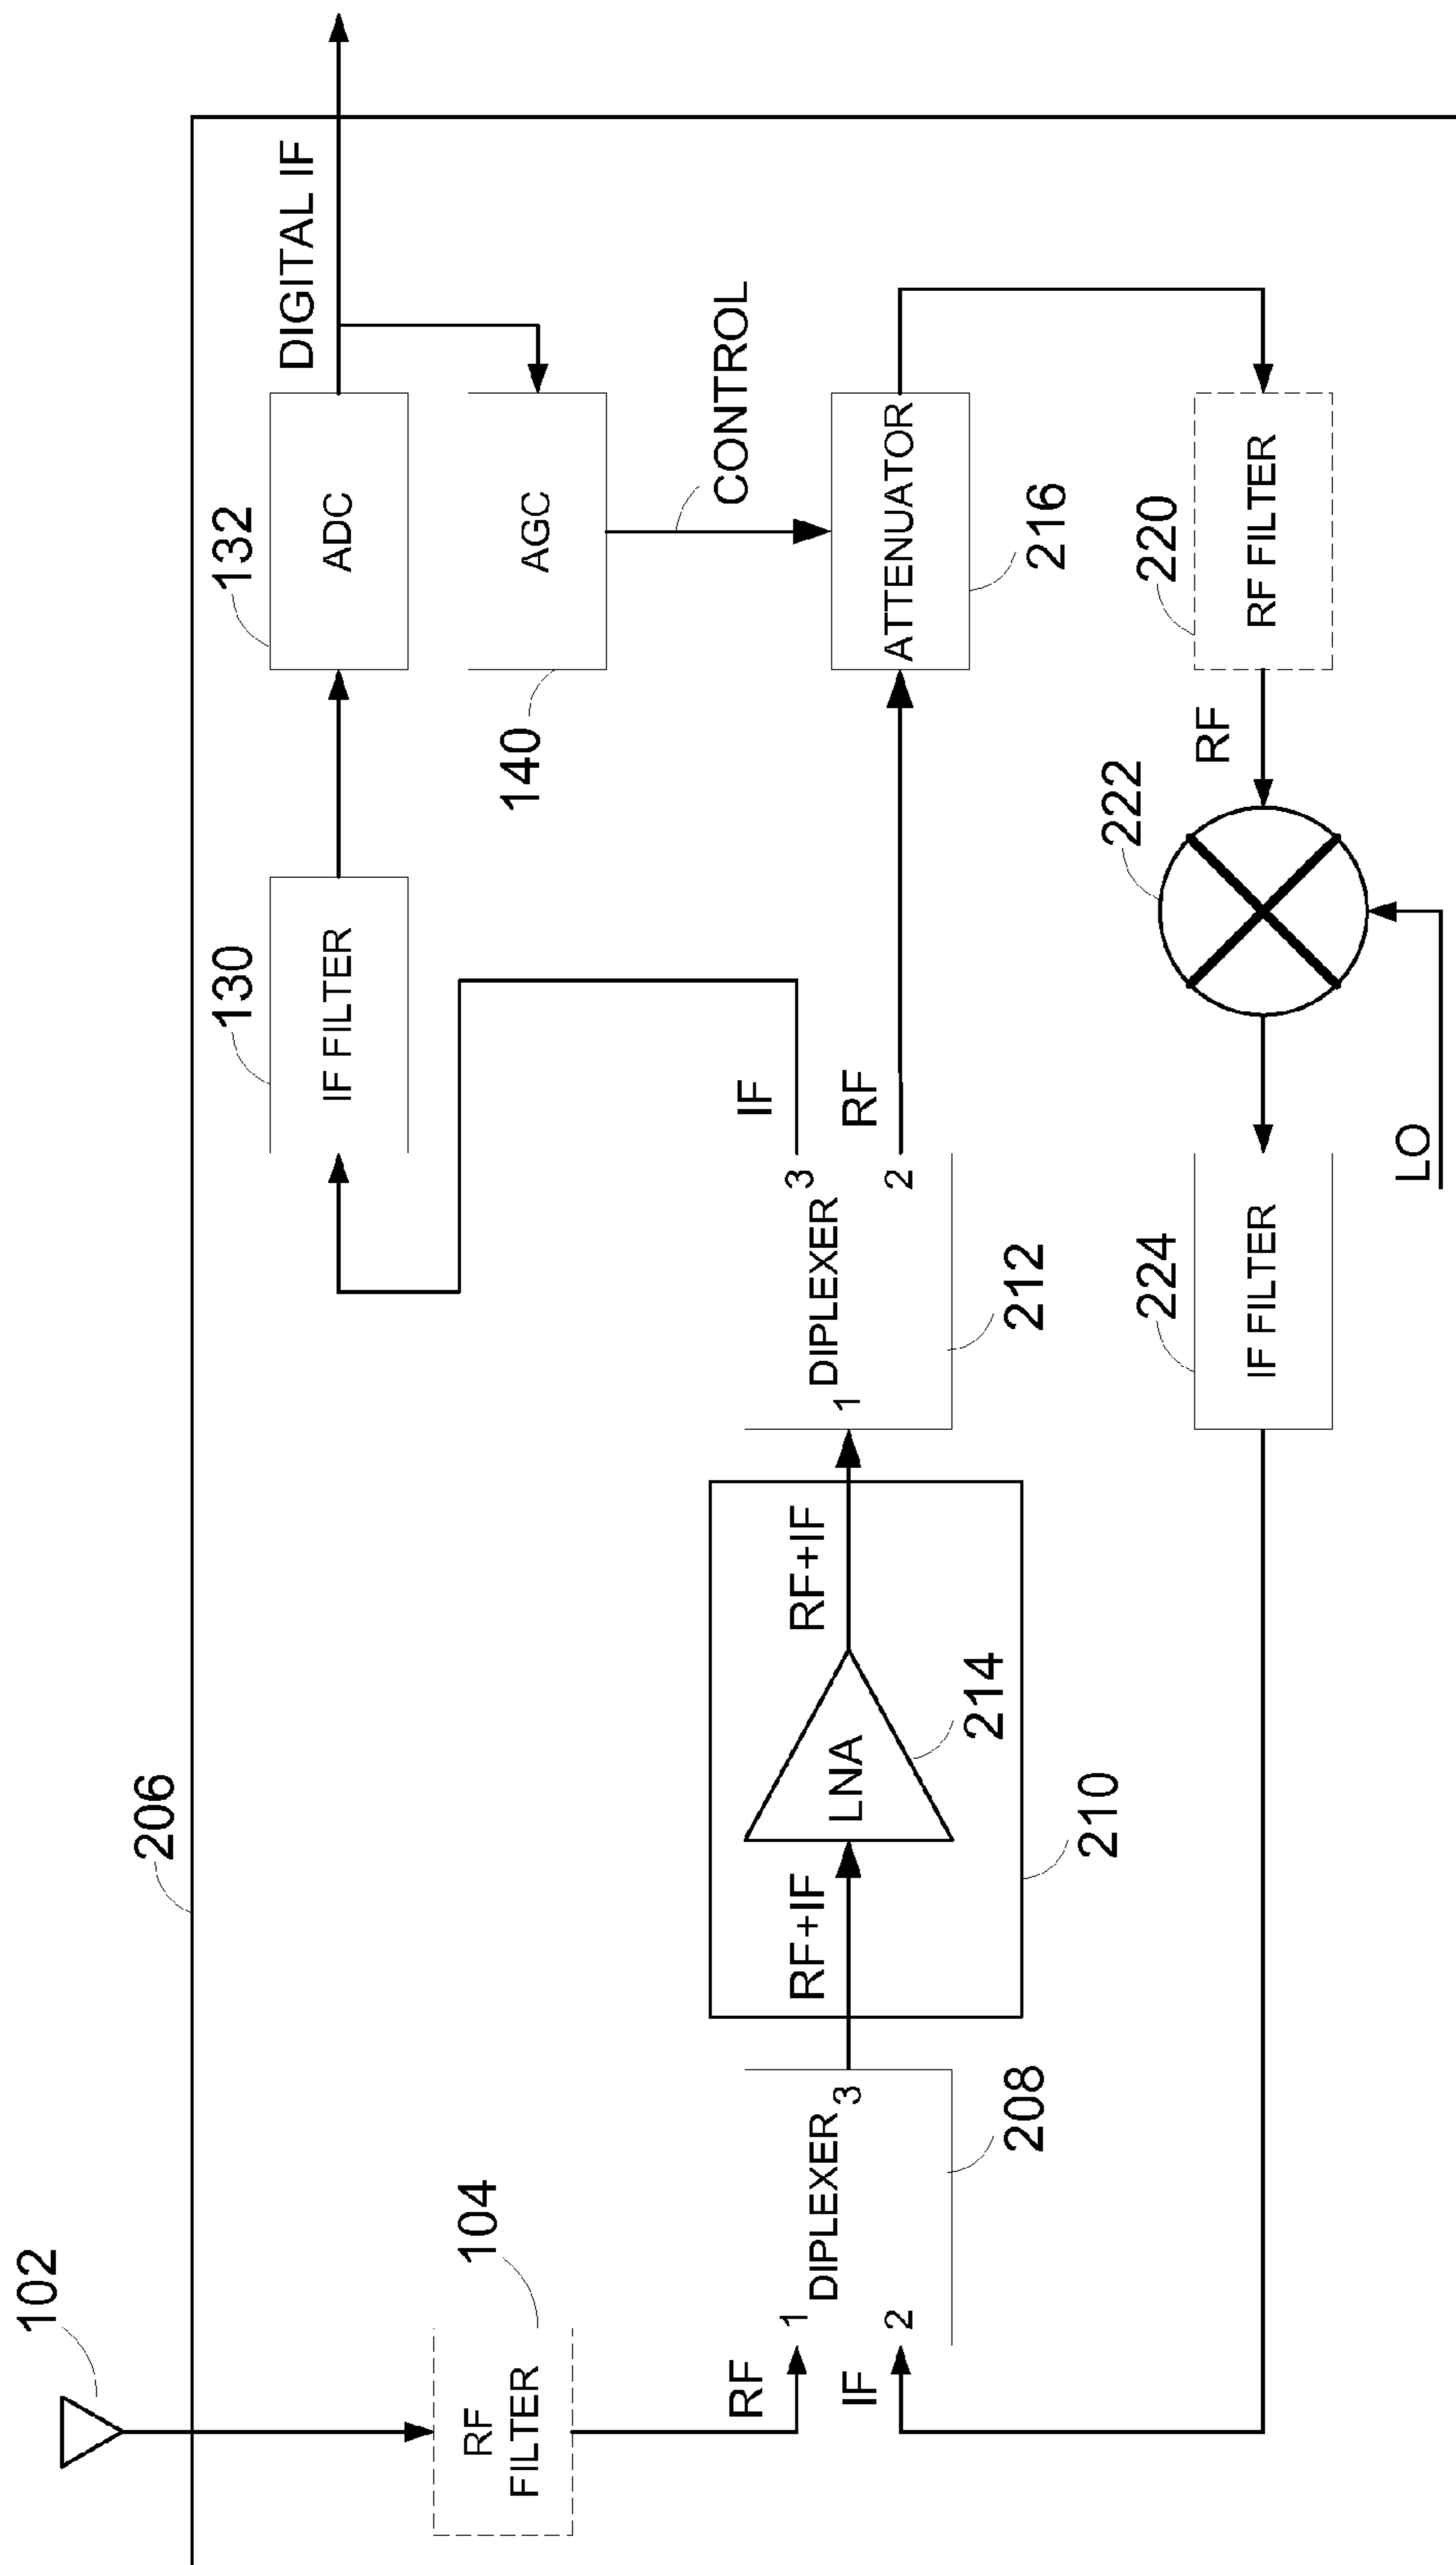 102
206
RF
FILTER
104
RF
IF
1
2
DIPLEXER
3
208
RF+IF
LNA
214
RF+IF
210
1
DIPLEXER
3
2
212
IF
RF
IF FILTER
130
ADC
132
DIGITAL IF
AGC
140
CONTROL
ATTENUATOR
216
RF FILTER
220
RF
222
LO
IF FILTER
224